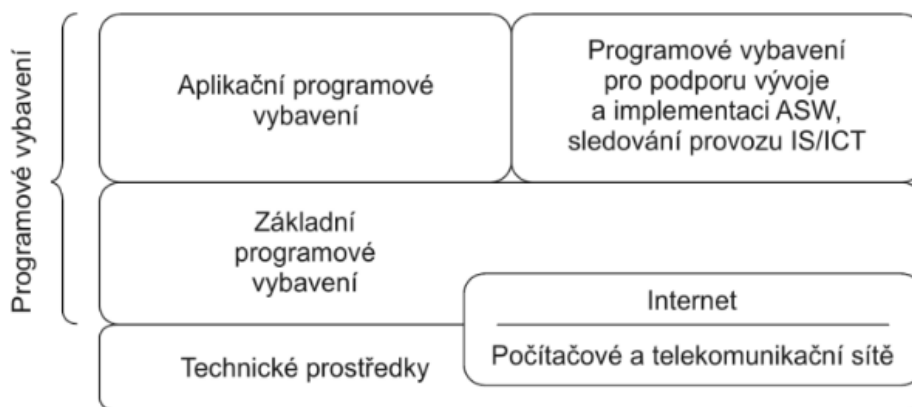 Programové vybavení
Aplikační programové
vybavení
Programové vybavení
pro podporu vývoje
a implementaci ASW,
sledování provozu IS/ICT
Základní
programové
vybavení
Internet
Počítačové a telekomunikační sítě
Technické prostředky